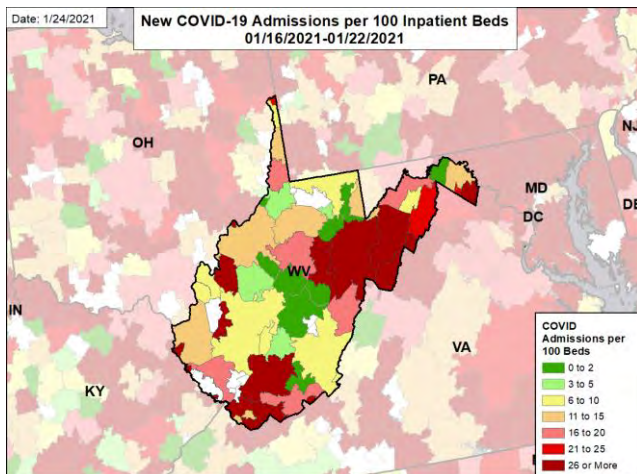 Date: 1/24/2021
New COVID-19 Admissions per 100 Inpatient Beds
01/16/2021-01/22/2021
PA
OH
NJ
MD
DE
DC
WV
IN
VA
KY
COVID
Admissions per
100 Beds
0 to 2
3 to 5
6 to 10
11 to 15
16 to 20
21 to 25
26 or More